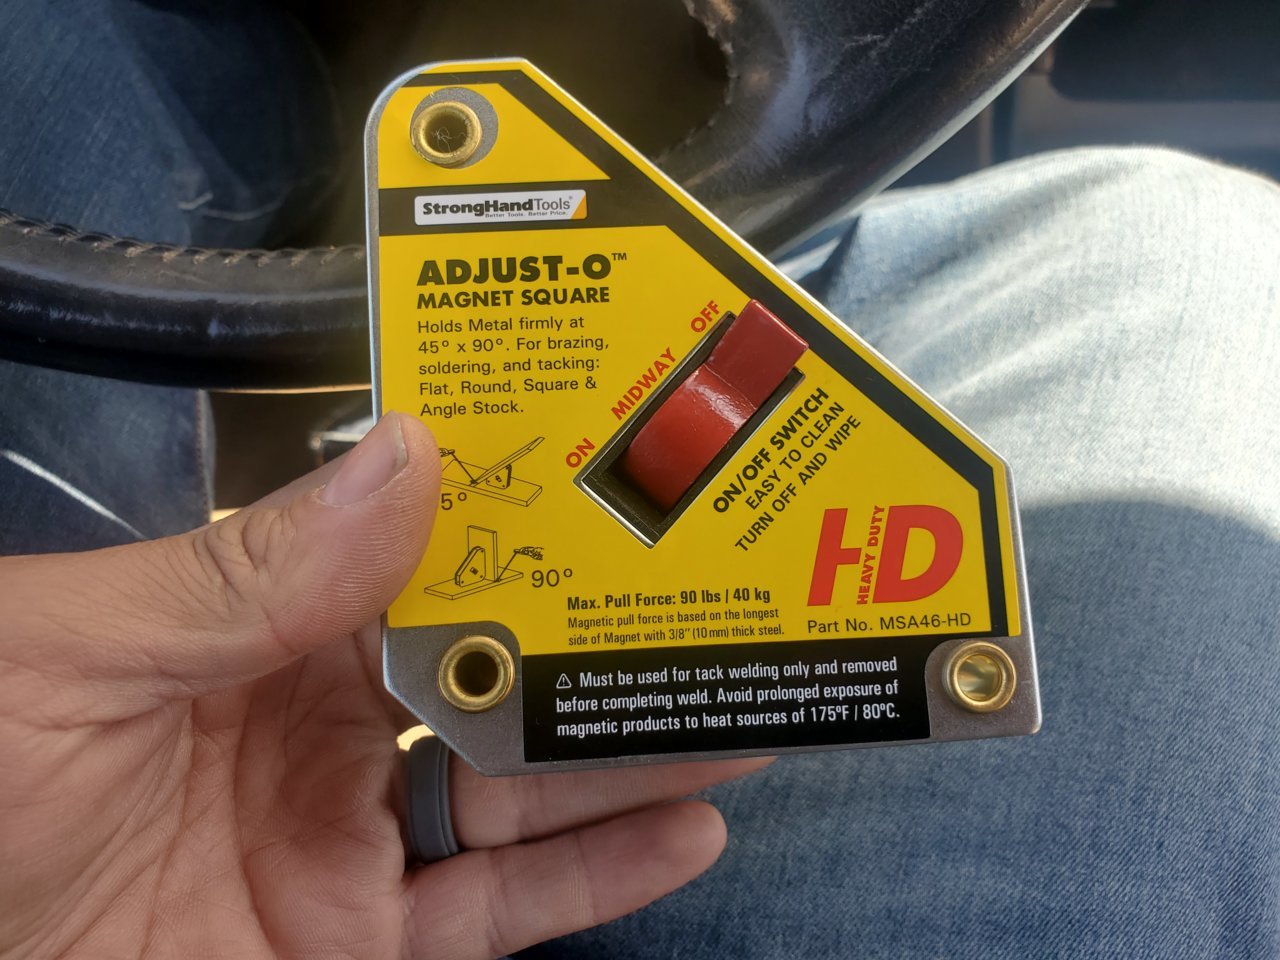 StrongHandTools®
Better Tools. Better Price.
ADJUST-O™
MAGNET SQUARE
Holds Metal firmly at
45° x 90°. For brazing,
soldering, and tacking:
Flat, Round, Square &
Angle Stock.
OFF
MIDWAY
ON
ON/OFF SWITCH
EASY TO CLEAN
TURN OFF AND WIPE
5°
90°
HD
HEAVY DUTY
Part No. MSA46-HD
Max. Pull Force: 90 lbs / 40 kg
Magnetic pull force is based on the longest
side of Magnet with 3/8" (10 mm) thick steel.
⚠ Must be used for tack welding only and removed
before completing weld. Avoid prolonged exposure of
magnetic products to heat sources of 175°F / 80°C.